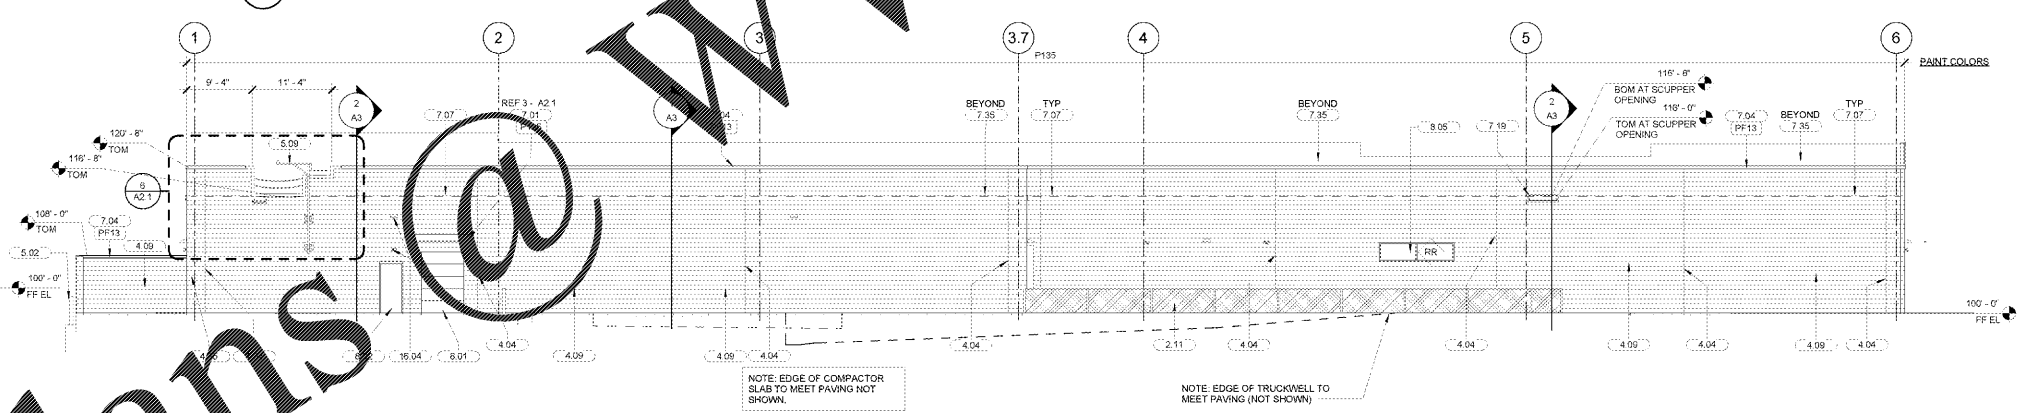 1
2
3
3.7
4
5
6
P135
PAINT COLORS
9' - 4"
11' - 4"
2
A3
A3
2
A3
7.07
REF 3 - A2.1
7.01
BEYOND
7.35
TYP
7.07
BEYOND
7.35
8.05
7.19
116' - 8"
BOM AT SCUPPER
OPENING
116' - 0"
TOM AT SCUPPER
OPENING
7.04
PF13
BEYOND
7.35
TYP
7.07
120' - 8"
TOM
116' - 8"
TOM
5.09
6
A2.1
108' - 0"
TOM
7.04
PF13
4.09
5.02
100' - 0"
FF EL
RR
100' - 0"
FF EL
16.04
6.01
4.04
4.09
4.09
4.04
4.04
2.11
4.04
4.04
4.09
4.04
4.09
4.04
NOTE: EDGE OF COMPACTOR
SLAB TO MEET PAVING NOT
SHOWN.
NOTE: EDGE OF TRUCKWELL TO
MEET PAVING (NOT SHOWN)
lans @ w